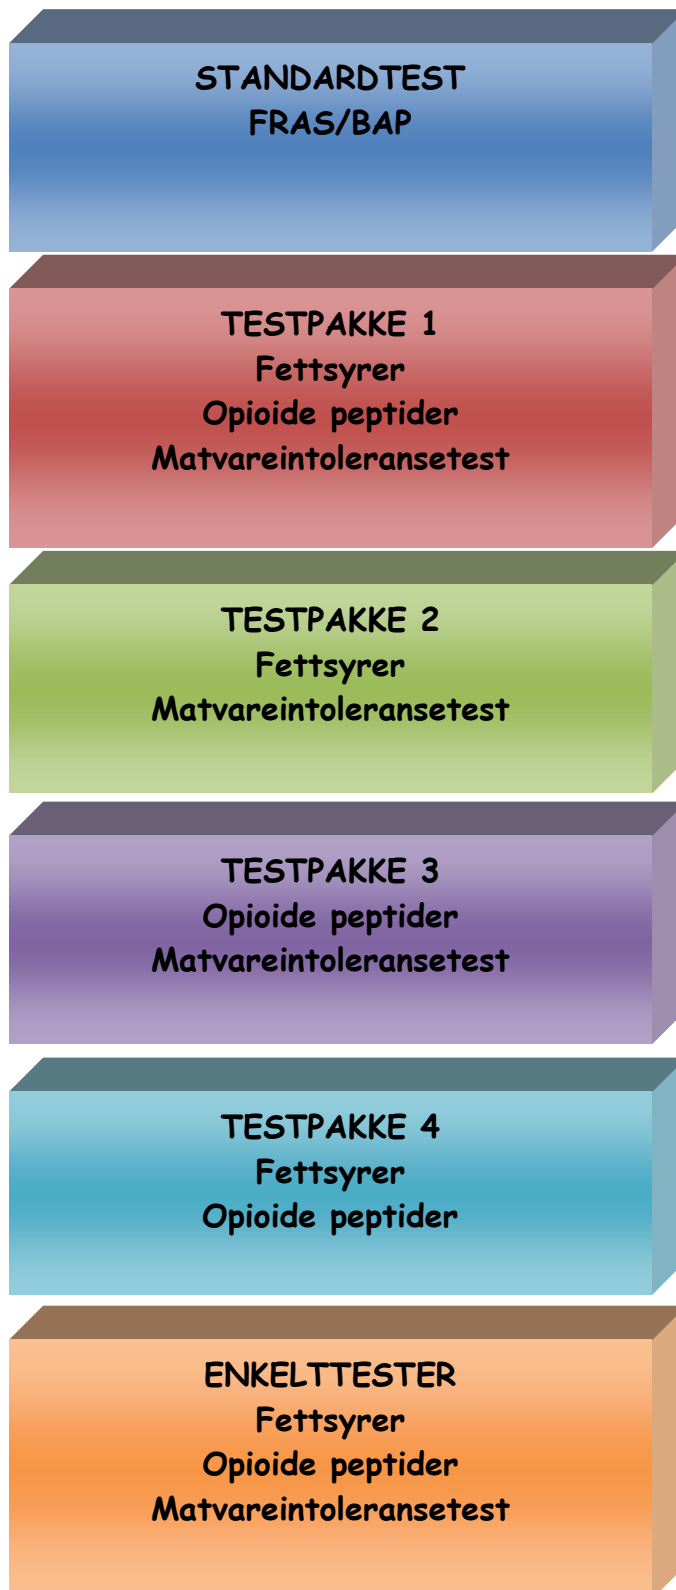 STANDARDTEST
FRAS/BAP
TESTPAKKE 1
Fettsyrer
Opioide peptider
Matvareintoleransetest
TESTPAKKE 2
Fettsyrer
Matvareintoleransetest
TESTPAKKE 3
Opioide peptider
Matvareintoleransetest
TESTPAKKE 4
Fettsyrer
Opioide peptider
ENKELTTESTER
Fettsyrer
Opioide peptider
Matvareintoleransetest